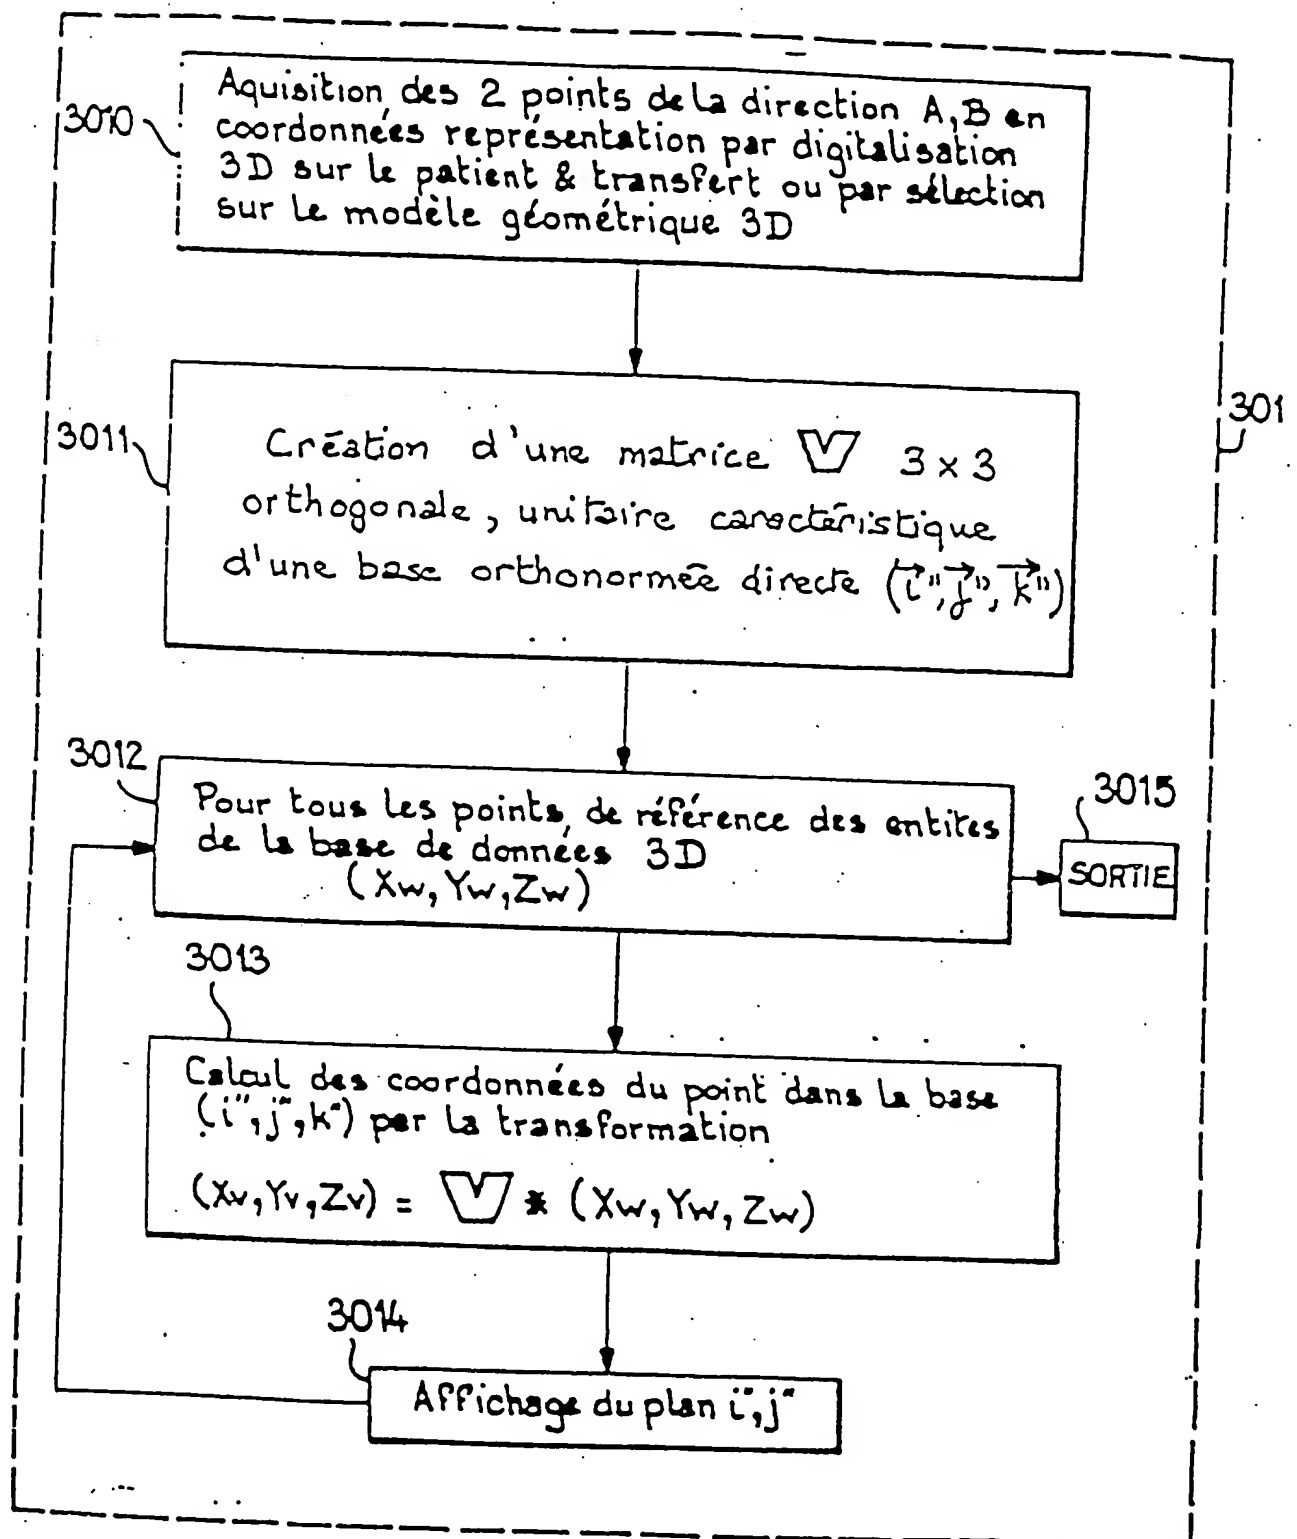 3010
Aquisition des 2 points de la direction A, B en
coordonnées représentation par digitalisation
3D sur le patient & transfert ou par sélection
sur le modèle géométrique 3D
301
3011
Création d'une matrice V 3 x 3
orthogonale, unitaire caractéristique
d'une base orthonormée directe (i'', j'', k'')
3012
Pour tous les points de référence des entites
de la base de données 3D
(Xw, Yw, Zw)
3015
SORTIE
3013
Calcul des coordonnées du point dans la base
(i'', j'', k'') par la transformation
(Xv, Yv, Zv) = V * (Xw, Yw, Zw)
3014
Affichage du plan i'', j''